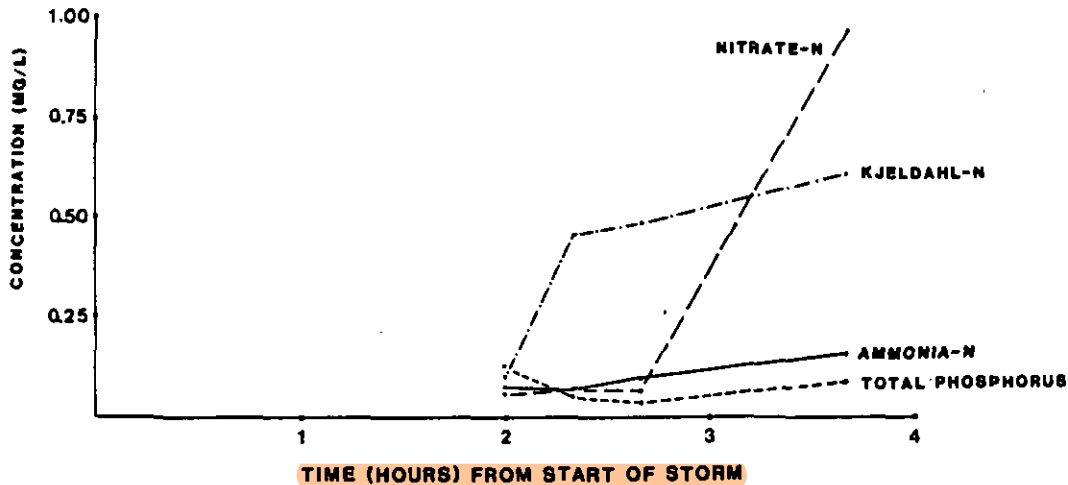 1.00
NITRATE-N
0.75
KJELDAHL-N
0.50
0.25
AMMONIA-N
TOTAL PHOSPHORUS
CONCENTRATION (MG/L)
1 2 3 4
TIME (HOURS) FROM START OF STORM